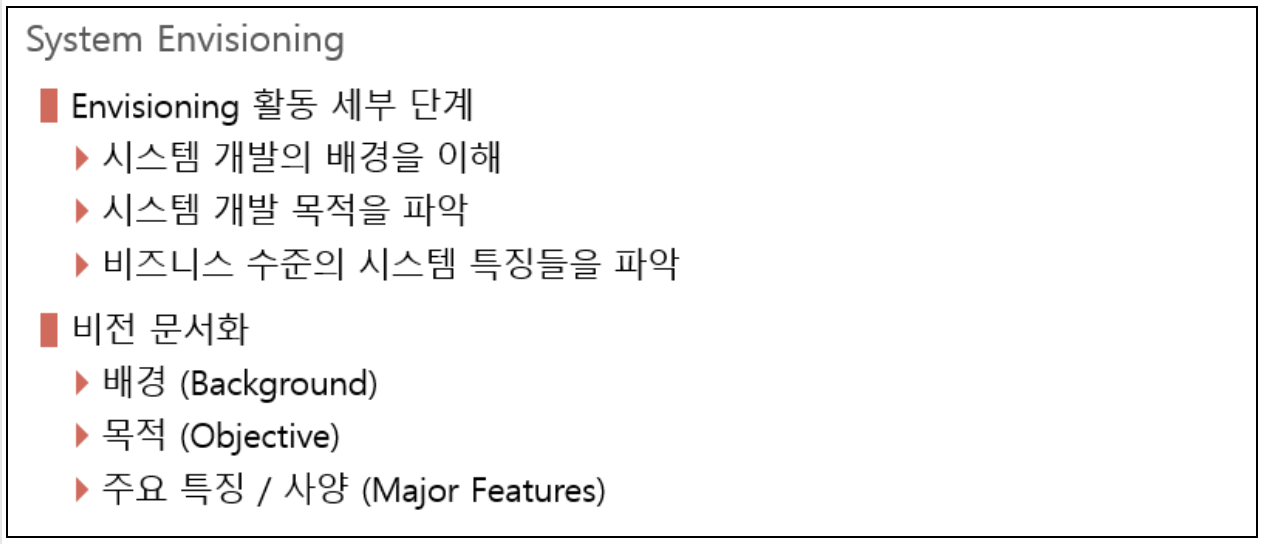 System Envisioning
Envisioning 활동 세부 단계
시스템 개발의 배경을 이해
시스템 개발 목적을 파악
비즈니스 수준의 시스템 특징들을 파악
비전 문서화
배경 (Background)
목적 (Objective)
주요 특징 / 사양 (Major Features)